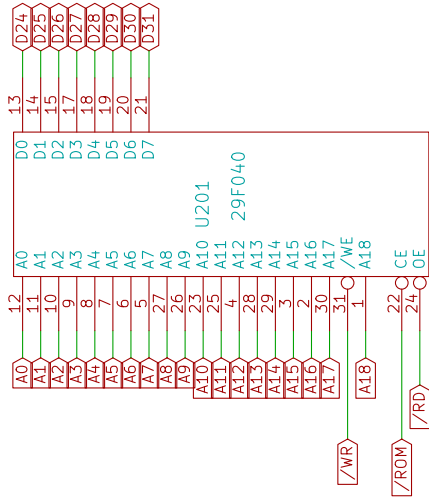 D24 D25 D26 D27 D28 D29 D30 D31
13 14 15 17 18 19 20 21
D0 D1 D2 D3 D4 D5 D6 D7
U201
29F040
A0 A1 A2 A3 A4 A5 A6 A7 A8 A9 A10 A11 A12 A13 A14 A15 A16 A17 /WE A18 CE OE
12 11 10 9 8 7 6 5 27 26 23 25 4 28 29 3 2 30 31 1 22 24
A0 A1 A2 A3 A4 A5 A6 A7 A8 A9 A10 A11 A12 A13 A14 A15 A16 A17 A18
/RD
/WR
/ROM